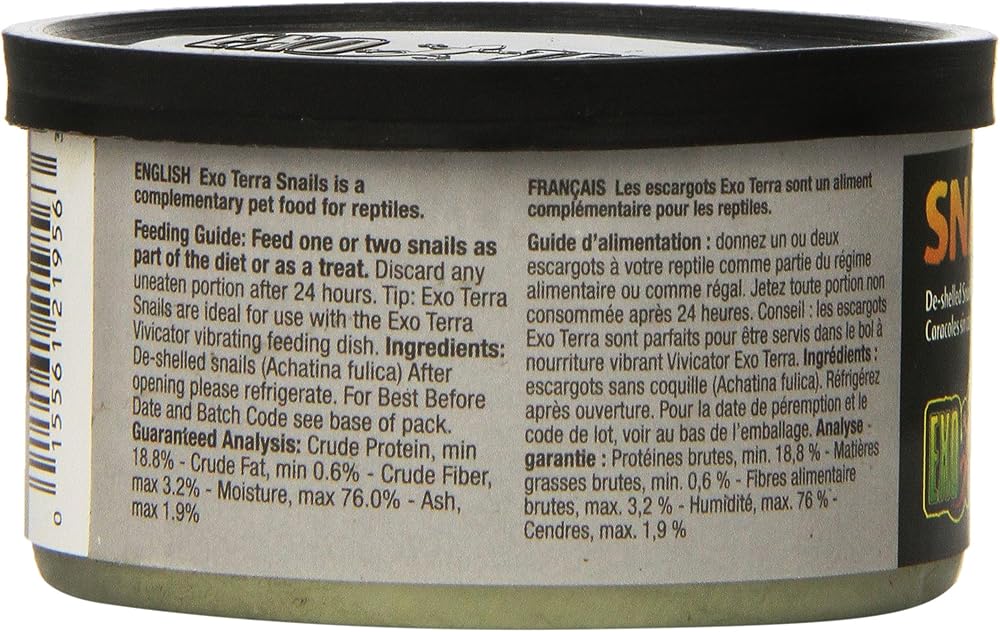 ENGLISH Exo Terra Snails is a
complementary pet food for reptiles.
Feeding Guide: Feed one or two snails as
part of the diet or as a treat. Discard any
uneaten portion after 24 hours. Tip: Exo Terra
Snails are ideal for use with the Exo Terra
Vivicator vibrating feeding dish. Ingredients:
De-shelled snails (Achatina fulica) After
opening please refrigerate. For Best Before
Date and Batch Code see base of pack.
Guaranteed Analysis: Crude Protein, min
18.8% - Crude Fat, min 0.6% - Crude Fiber,
max 3.2% - Moisture, max 76.0% - Ash,
max 1.9%
FRANÇAIS Les escargots Exo Terra sont un aliment
complémentaire pour les reptiles.
Guide d'alimentation : donnez un ou deux
escargots à votre reptile comme partie du régime
alimentaire ou comme régal. Jetez toute portion non
consommée après 24 heures. Conseil : les escargots
Exo Terra sont parfaits pour être servis dans le bol à
nourriture vibrant Vivicator Exo Terra. Ingrédients :
escargots sans coquille (Achatina fulica). Réfrigérez
après ouverture. Pour la date de péremption et le
code de lot, voir au bas de l'emballage. Analyse
garantie : Protéines brutes, min. 18,8 % - Matières
grasses brutes, min. 0,6 % - Fibres alimentaire
brutes, max. 3,2 % - Humidité, max. 76 % -
Cendres, max. 1,9 %
0 15561 21956 3
SN
De-shelled
Caracoles
EXO